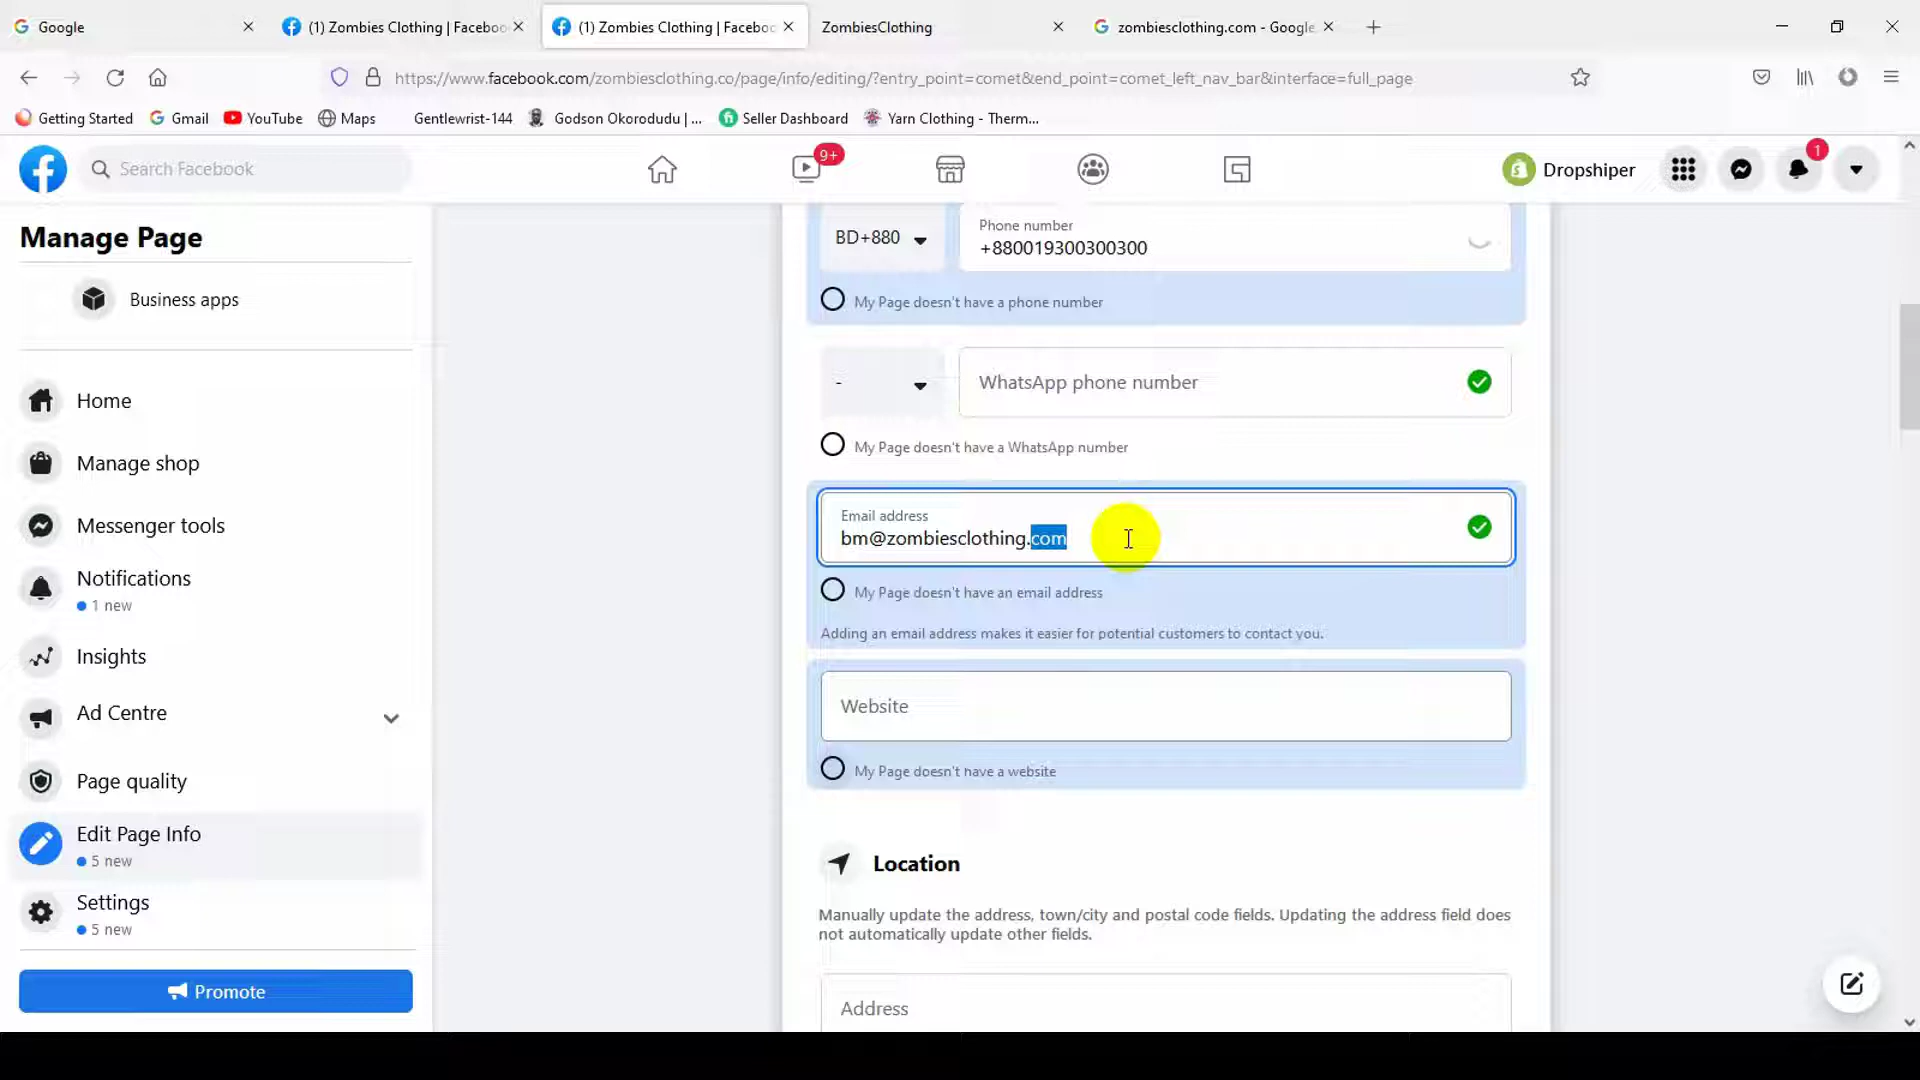 Google
(1) Zombies Clothing | Facebook
(1) Zombies Clothing | Faceboo
ZombiesClothing
zombiesclothing.com - Google
https://www.facebook.com/zombiesclothing.co/page/info/editing/?entry_point=comet&end_point=comet_left_nav_bar&interface=full_page
Getting Started
Gmail
YouTube
Maps
Gentlewrist-144
Godson Okorodudu | ...
Seller Dashboard
Yarn Clothing - Therm...
Search Facebook
9+
Dropshiper
1
Manage Page
Business apps
Home
Manage shop
Messenger tools
Notifications
1 new
Insights
Ad Centre
Page quality
Edit Page Info
5 new
Settings
5 new
Promote
BD+880
Phone number
+880019300300300
My Page doesn't have a phone number
-
WhatsApp phone number
My Page doesn't have a WhatsApp number
Email address
bm@zombiesclothing.com
My Page doesn't have an email address
Adding an email address makes it easier for potential customers to contact you.
Website
My Page doesn't have a website
Location
Manually update the address, town/city and postal code fields. Updating the address field does
not automatically update other fields.
Address